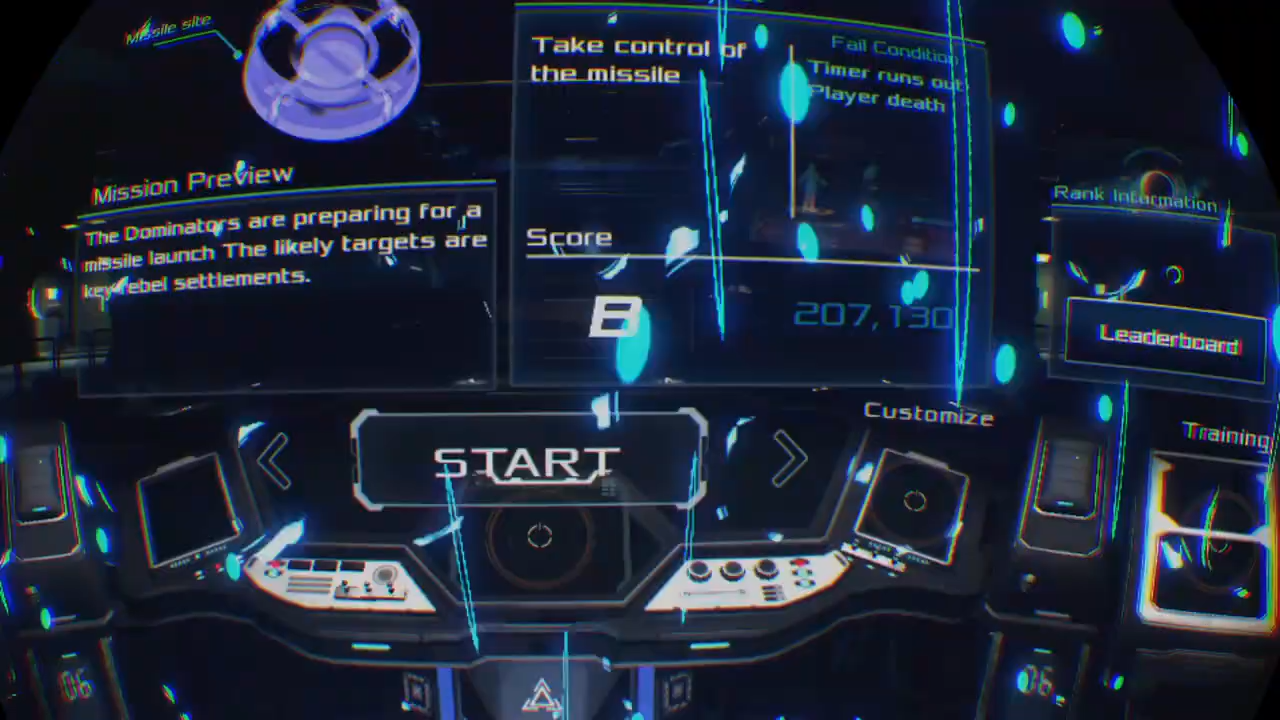 Missile site
Take control of
the missile
Fail Condition
Timer runs out
Player death
Mission Preview
The Dominators are preparing for a
missile launch The likely targets are
key rebel settlements.
Score
B
207,130
Rank Information
Leaderboard
START
Customize
Training
06
06